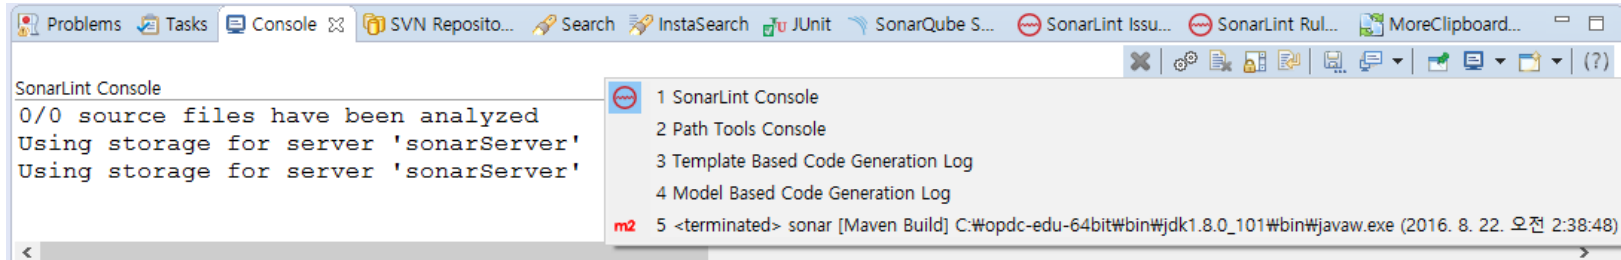 Problems Tasks Console SVN Reposito... Search InstaSearch JUnit SonarQube S... SonarLint Issu... SonarLint Rul... MoreClipboard...
(?)
SonarLint Console
0/0 source files have been analyzed
Using storage for server 'sonarServer'
Using storage for server 'sonarServer'
1 SonarLint Console
2 Path Tools Console
3 Template Based Code Generation Log
4 Model Based Code Generation Log
m2 5 <terminated> sonar [Maven Build] C:₩opdc-edu-64bit₩bin₩jdk1.8.0_101₩bin₩javaw.exe (2016. 8. 22. 오전 2:38:48)